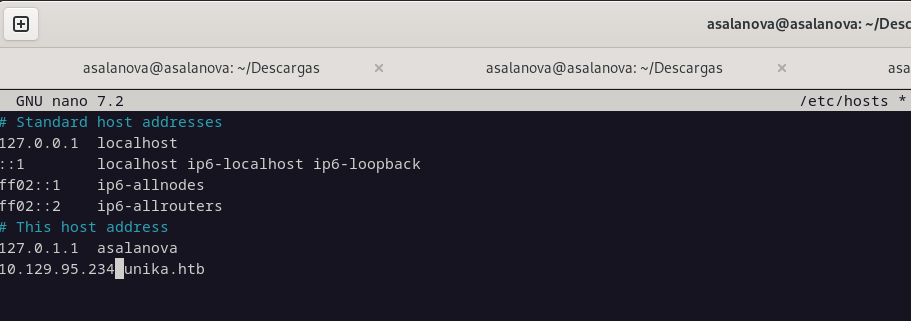 asalanova@asalanova: ~/Desc
asalanova@asalanova: ~/Descargas × asalanova@asalanova: ~/Descargas × asa
GNU nano 7.2 /etc/hosts *
# Standard host addresses
127.0.0.1 localhost
::1 localhost ip6-localhost ip6-loopback
ff02::1 ip6-allnodes
ff02::2 ip6-allrouters
# This host address
127.0.1.1 asalanova
10.129.95.234 unika.htb